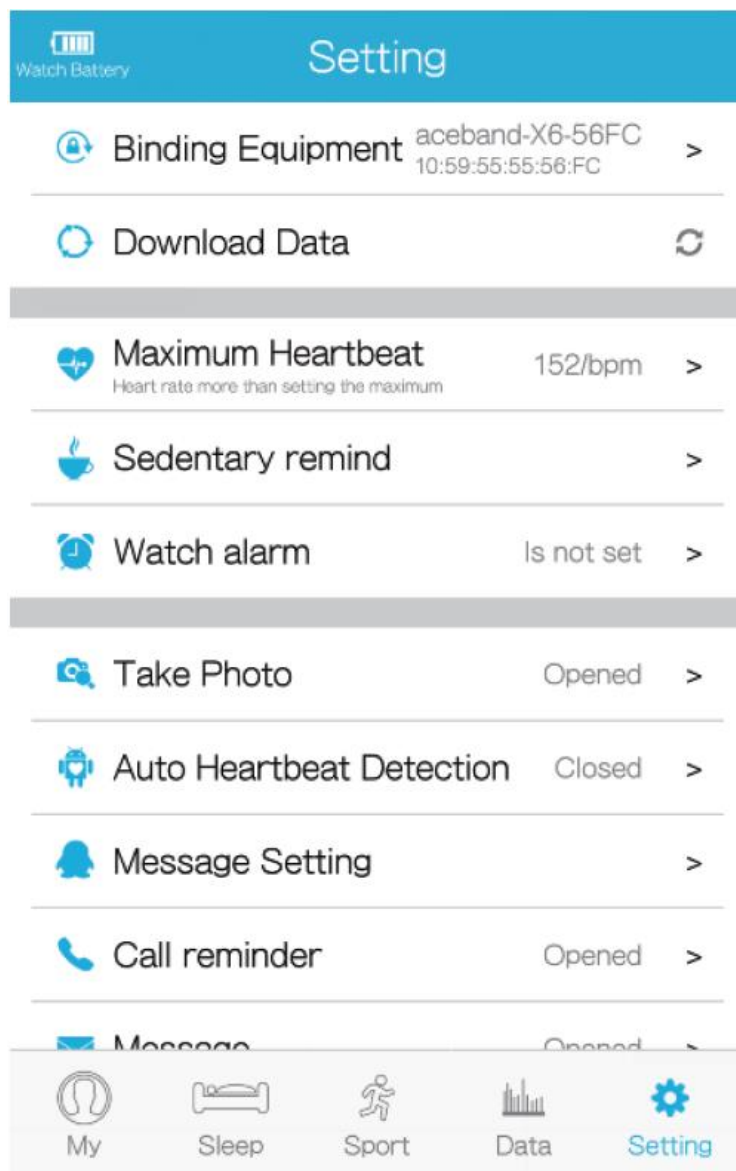 Setting
Watch Battery
Binding Equipment aceband-X6-56FC
10:59:55:55:56:FC
>
Download Data
Maximum Heartbeat 152/bpm >
Heart rate more than setting the maximum
Sedentary remind >
Watch alarm Is not set >
Take Photo Opened >
Auto Heartbeat Detection Closed >
Message Setting >
Call reminder Opened >
Message Opened >
My Sleep Sport Data Setting